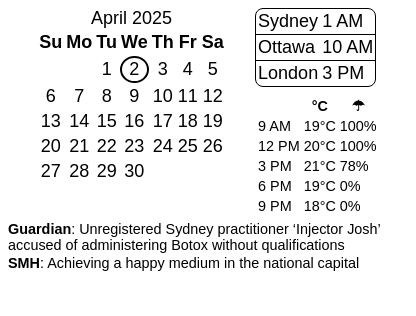 April 2025
Su Mo Tu We Th Fr Sa
1 2 3 4 5
6 7 8 9 10 11 12
13 14 15 16 17 18 19
20 21 22 23 24 25 26
27 28 29 30
Sydney 1 AM
Ottawa 10 AM
London 3 PM
°C ☂
9 AM 19°C 100%
12 PM 20°C 100%
3 PM 21°C 78%
6 PM 19°C 0%
9 PM 18°C 0%
Guardian: Unregistered Sydney practitioner ‘Injector Josh’
accused of administering Botox without qualifications
SMH: Achieving a happy medium in the national capital